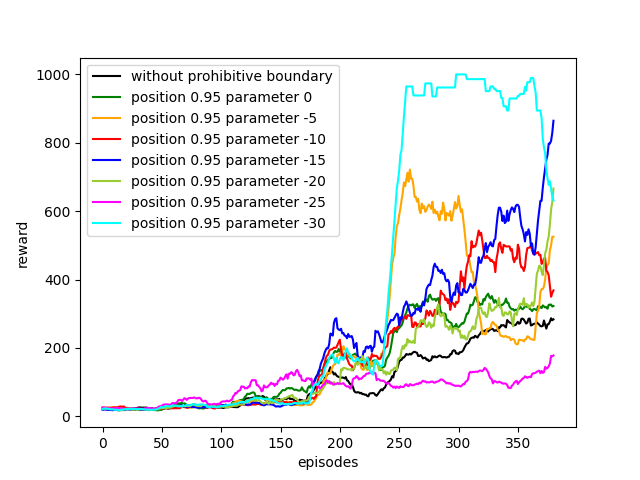 1000
800
600
400
200
0
reward
without prohibitive boundary
position 0.95 parameter 0
position 0.95 parameter -5
position 0.95 parameter -10
position 0.95 parameter -15
position 0.95 parameter -20
position 0.95 parameter -25
position 0.95 parameter -30
0 50 100 150 200 250 300 350
episodes